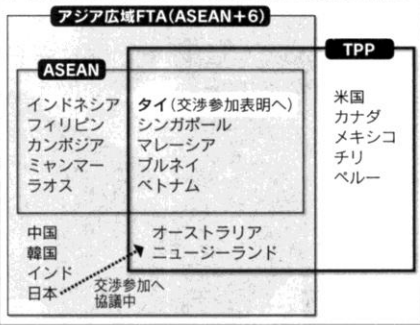 アジア広域FTA(ASEAN+6)
TPP
ASEAN
インドネシア
フィリピン
カンボジア
ミャンマー
ラオス
タイ(交渉参加表明へ)
シンガポール
マレーシア
ブルネイ
ベトナム
米国
カナダ
メキシコ
チリ
ペルー
中国
韓国
インド
日本
オーストラリア
ニュージーランド
交渉参加へ
協議中